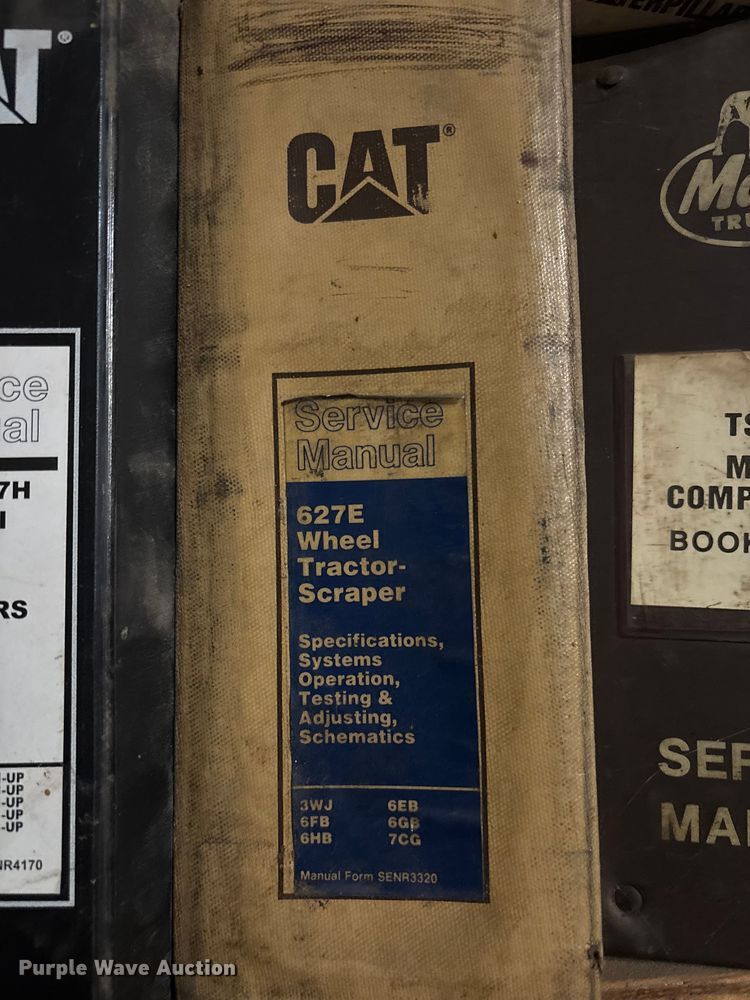 CAT®
ce
al
7H
RS
-UP
-UP
-UP
-UP
NR4170
CAT®
Service
Manual
627E
Wheel
Tractor-
Scraper
Specifications,
Systems
Operation,
Testing &
Adjusting,
Schematics
3WJ 6EB
6FB 6GB
6HB 7CG
Manual Form SENR3320
TS
M
COMP
BOOK
SER
MA
Purple Wave Auction